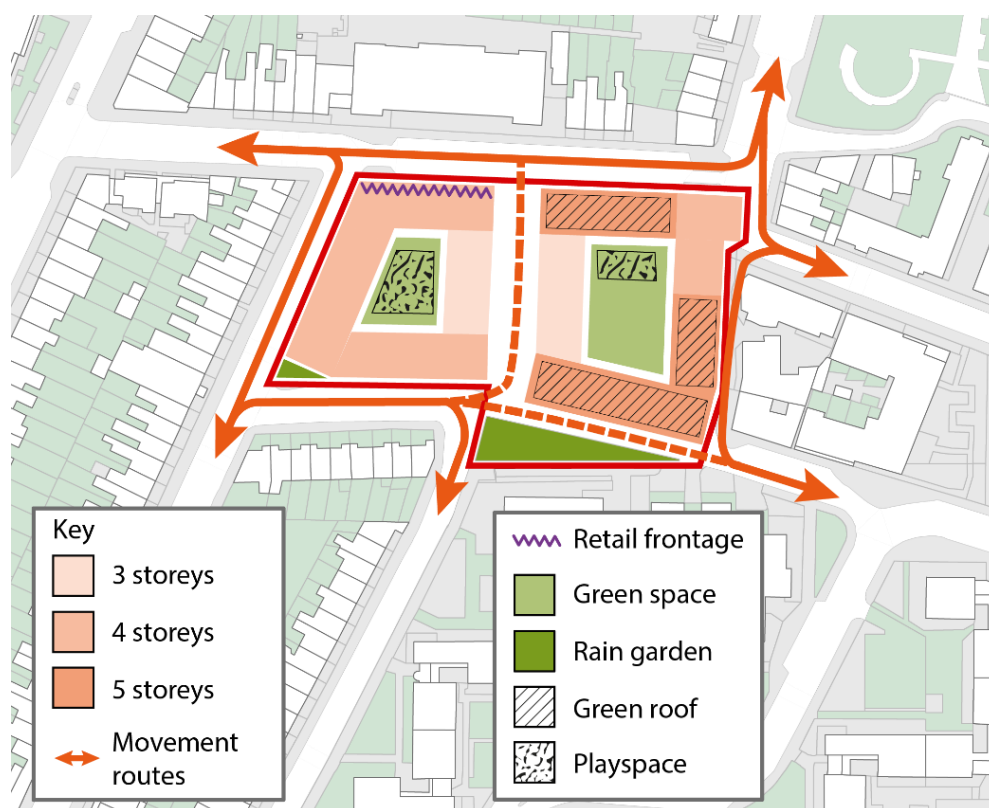 Key
3 storeys
4 storeys
5 storeys
Movement
routes
Retail frontage
Green space
Rain garden
Green roof
Playspace